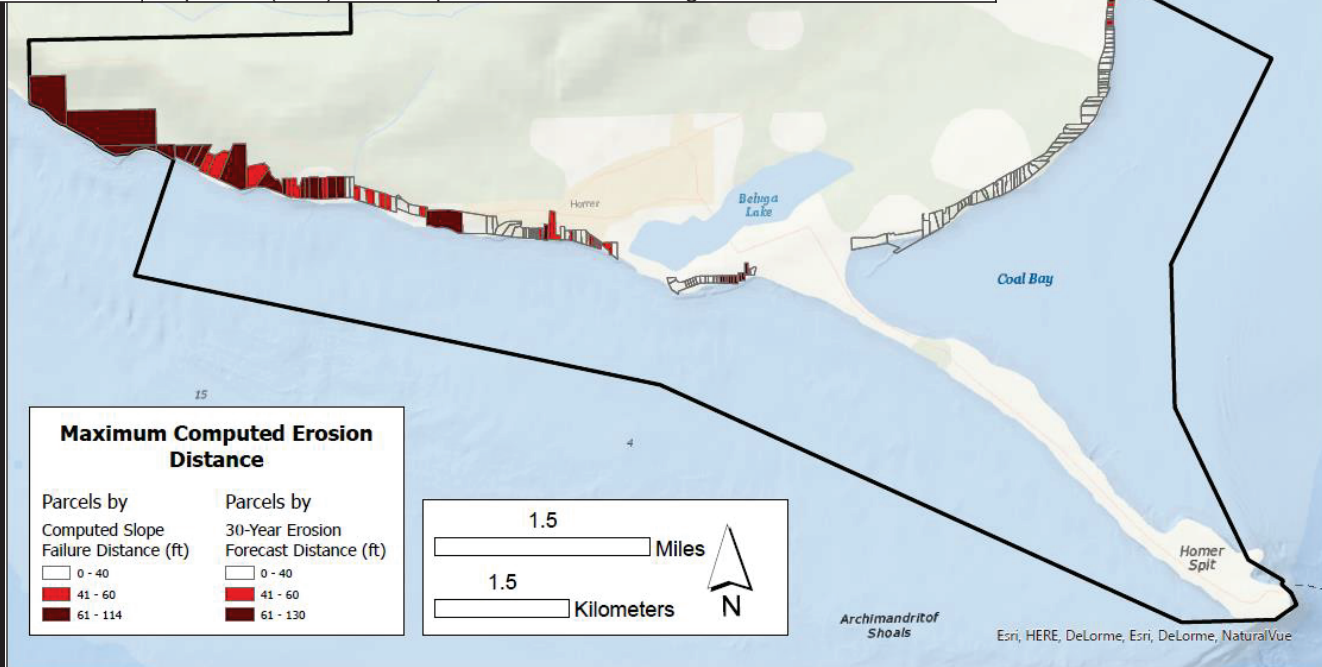 Homer
Beluga
Lake
Coal Bay
15
4
Maximum Computed Erosion
Distance
Parcels by
Computed Slope
Failure Distance (ft)
0 - 40
41 - 60
61 - 114
Parcels by
30-Year Erosion
Forecast Distance (ft)
0 - 40
41 - 60
61 - 130
1.5
Miles
1.5
Kilometers
N
Homer
Spit
Archimandritof
Shoals
Esri, HERE, DeLorme, Esri, DeLorme, NaturalVue